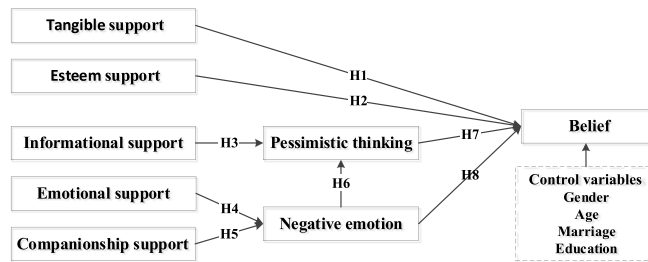 Tangible support
Esteem support
H1
H2
Belief
Informational support
H3
Pessimistic thinking
H7
H6
H8
Emotional support
H4
Companionship support
H5
Negative emotion
Control variables
Gender
Age
Marriage
Education